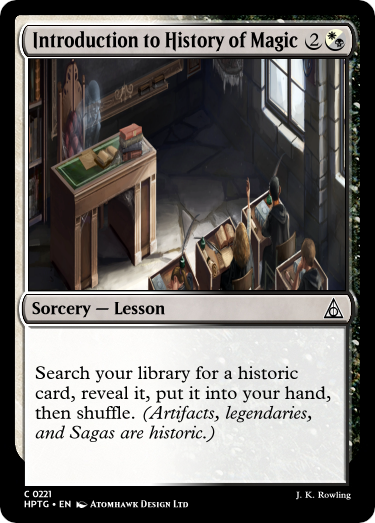 Introduction to History of Magic 2
Sorcery — Lesson
Search your library for a historic
card, reveal it, put it into your hand,
then shuffle. (Artifacts, legendaries,
and Sagas are historic.)
C 0221
HPTG • EN Atomhawk Design Ltd
J. K. Rowling